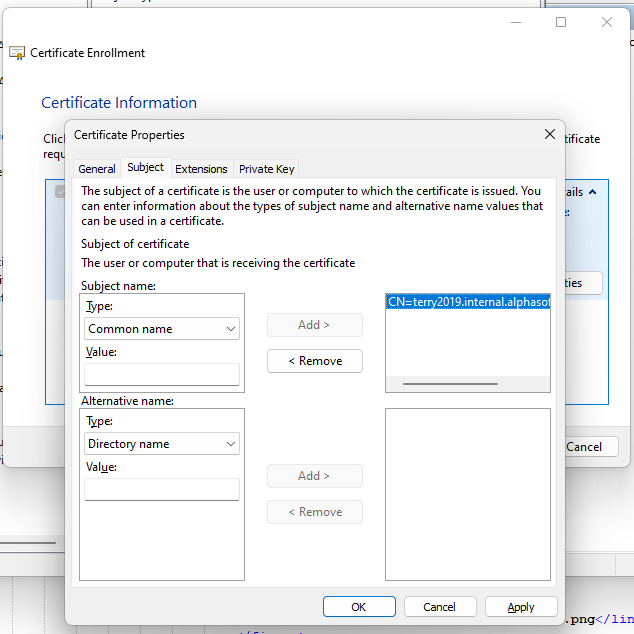 Certificate Enrollment
Certificate Information
Clic
tificate
requ
Certificate Properties
General Subject Extensions Private Key
The subject of a certificate is the user or computer to which the certificate is issued. You
can enter information about the types of subject name and alternative name values that
can be used in a certificate.
Subject of certificate
The user or computer that is receiving the certificate
Subject name:
Type:
Common name
Value:
Add >
< Remove
CN=terry2019.internal.alphasof
Alternative name:
Type:
Directory name
Value:
Add >
< Remove
ails
ties
Cancel
OK Cancel Apply
.png</lin
</